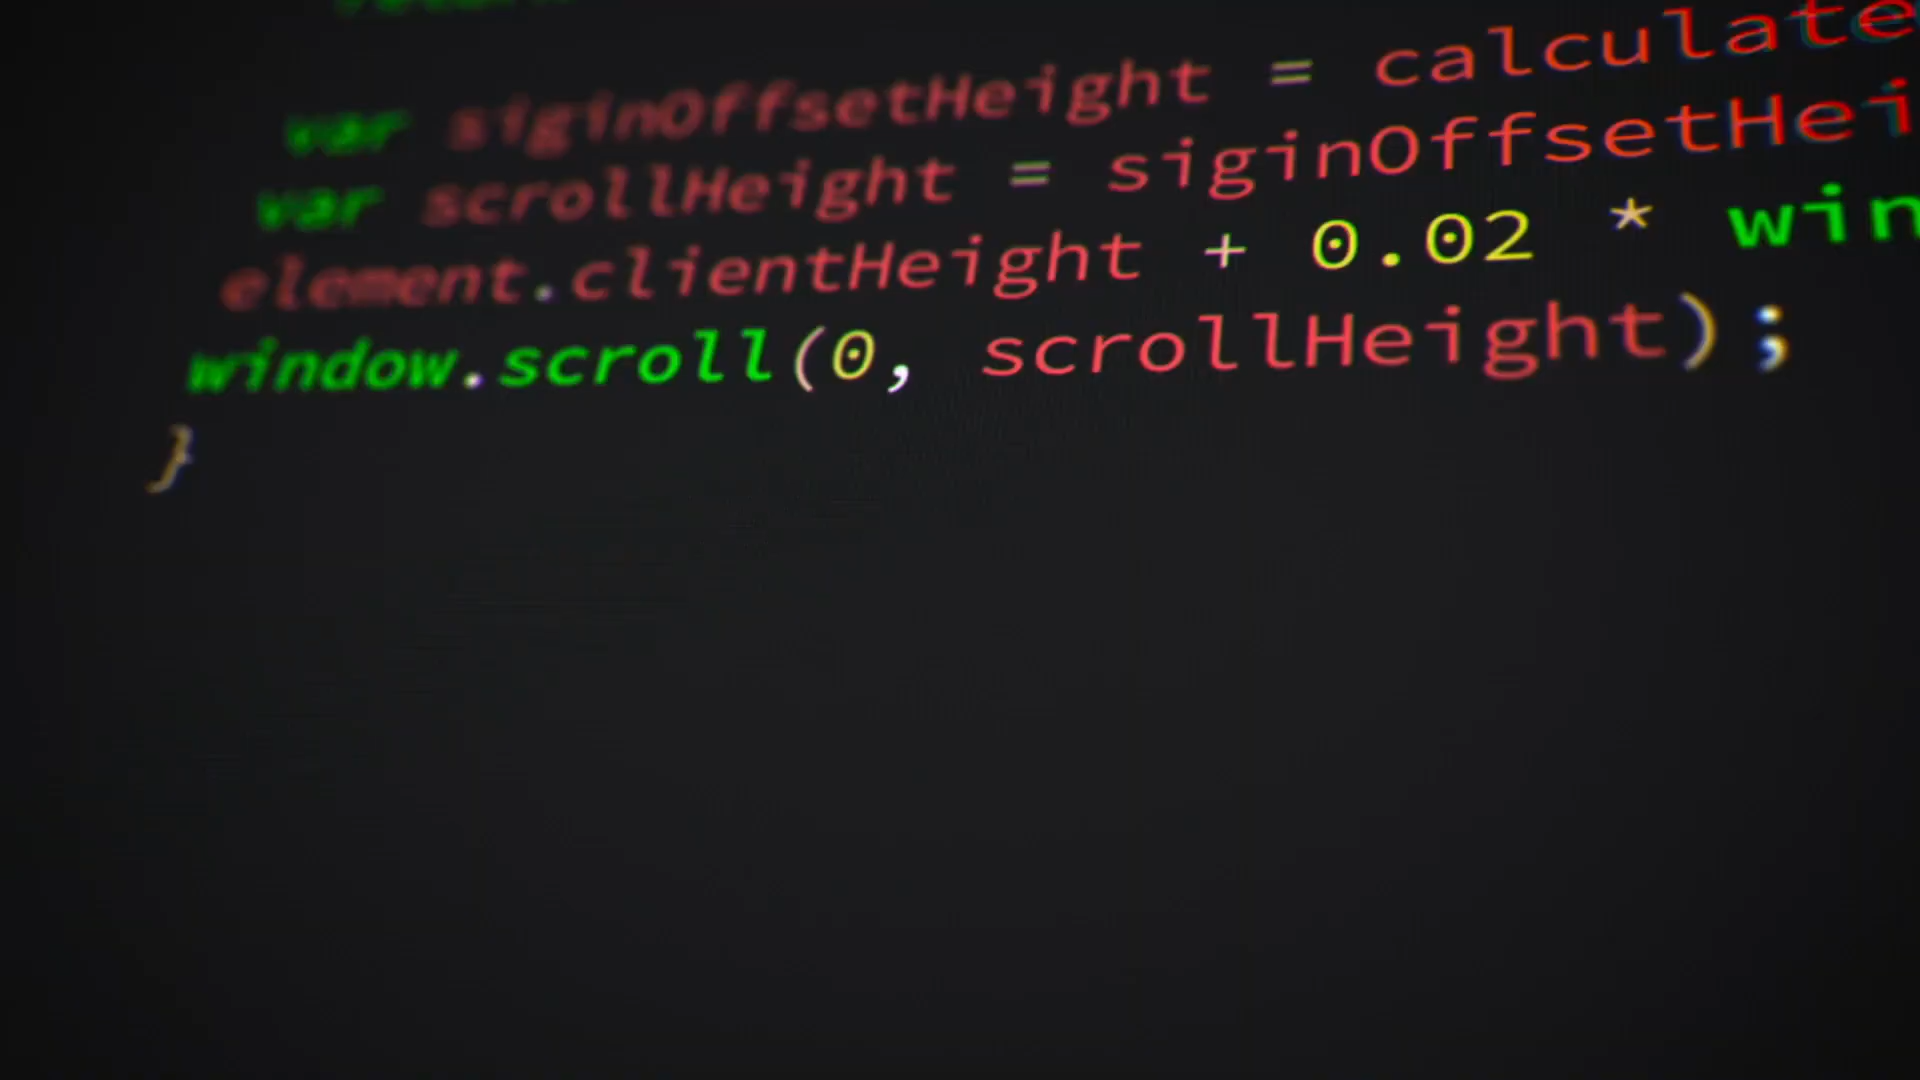 var siginOffsetHeight = calculate
var scrollHeight = siginOffsetHei
element.clientHeight + 0.02 * win
window.scroll(0, scrollHeight);
}